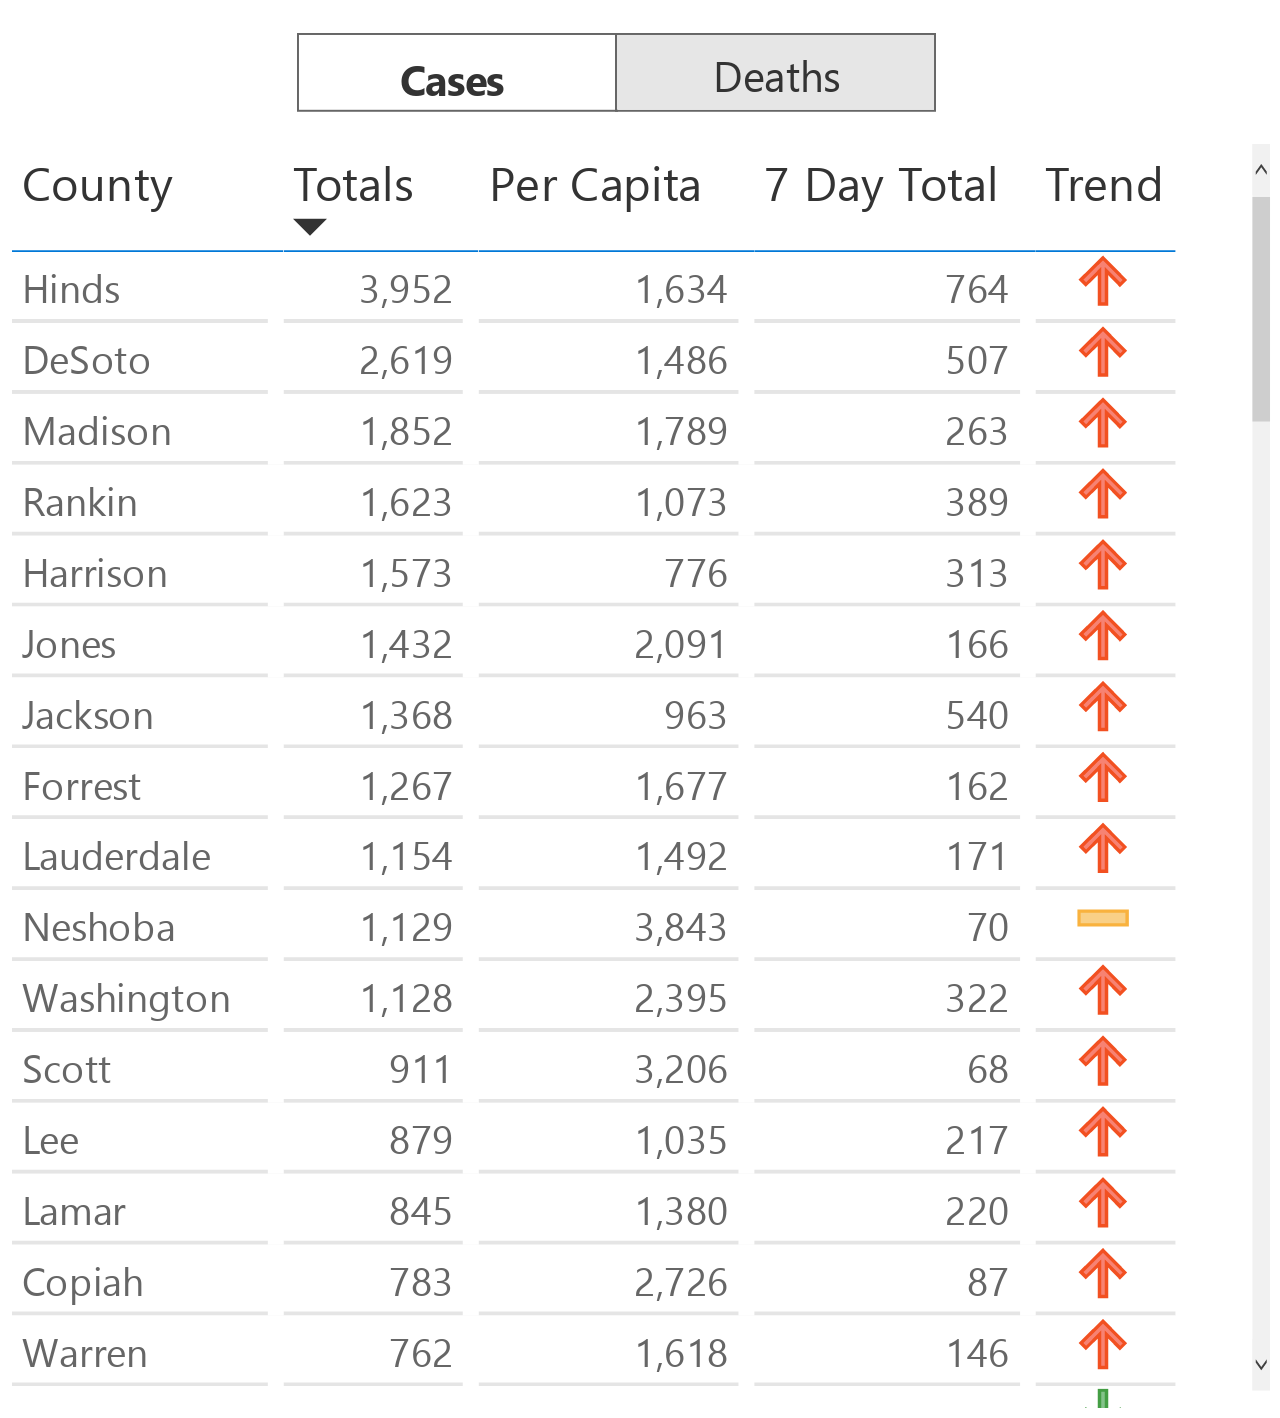 Cases Deaths
County Totals Per Capita 7 Day Total Trend
Hinds 3,952 1,634 764
DeSoto 2,619 1,486 507
Madison 1,852 1,789 263
Rankin 1,623 1,073 389
Harrison 1,573 776 313
Jones 1,432 2,091 166
Jackson 1,368 963 540
Forrest 1,267 1,677 162
Lauderdale 1,154 1,492 171
Neshoba 1,129 3,843 70
Washington 1,128 2,395 322
Scott 911 3,206 68
Lee 879 1,035 217
Lamar 845 1,380 220
Copiah 783 2,726 87
Warren 762 1,618 146